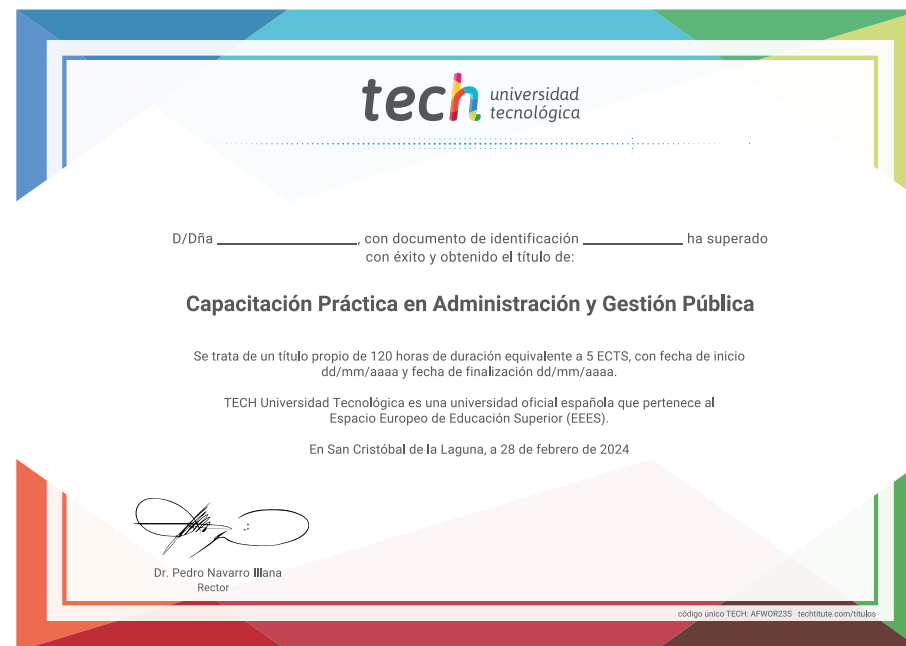 tech universidad
tecnológica
D/Dña ________________, con documento de identificación ____________ ha superado
con éxito y obtenido el título de:
Capacitación Práctica en Administración y Gestión Pública
Se trata de un título propio de 120 horas de duración equivalente a 5 ECTS, con fecha de inicio
dd/mm/aaaa y fecha de finalización dd/mm/aaaa.
TECH Universidad Tecnológica es una universidad oficial española que pertenece al
Espacio Europeo de Educación Superior (EEES).
En San Cristóbal de la Laguna, a 28 de febrero de 2024
Dr. Pedro Navarro Illana
Rector
código único TECH: AFWOR23S techtitute.com/titulos